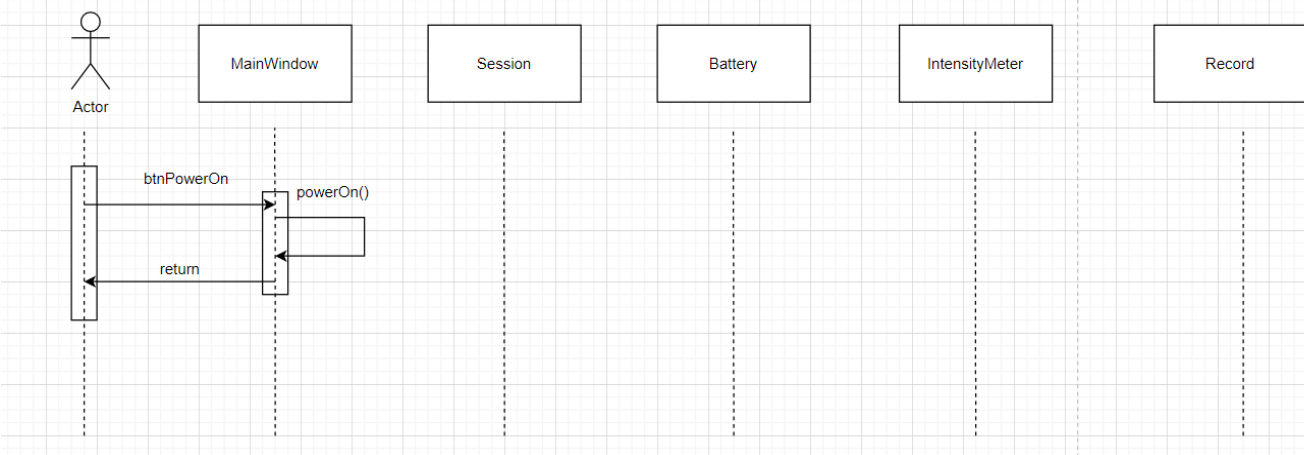 Actor
MainWindow
Session
Battery
IntensityMeter
Record
btnPowerOn
powerOn()
return